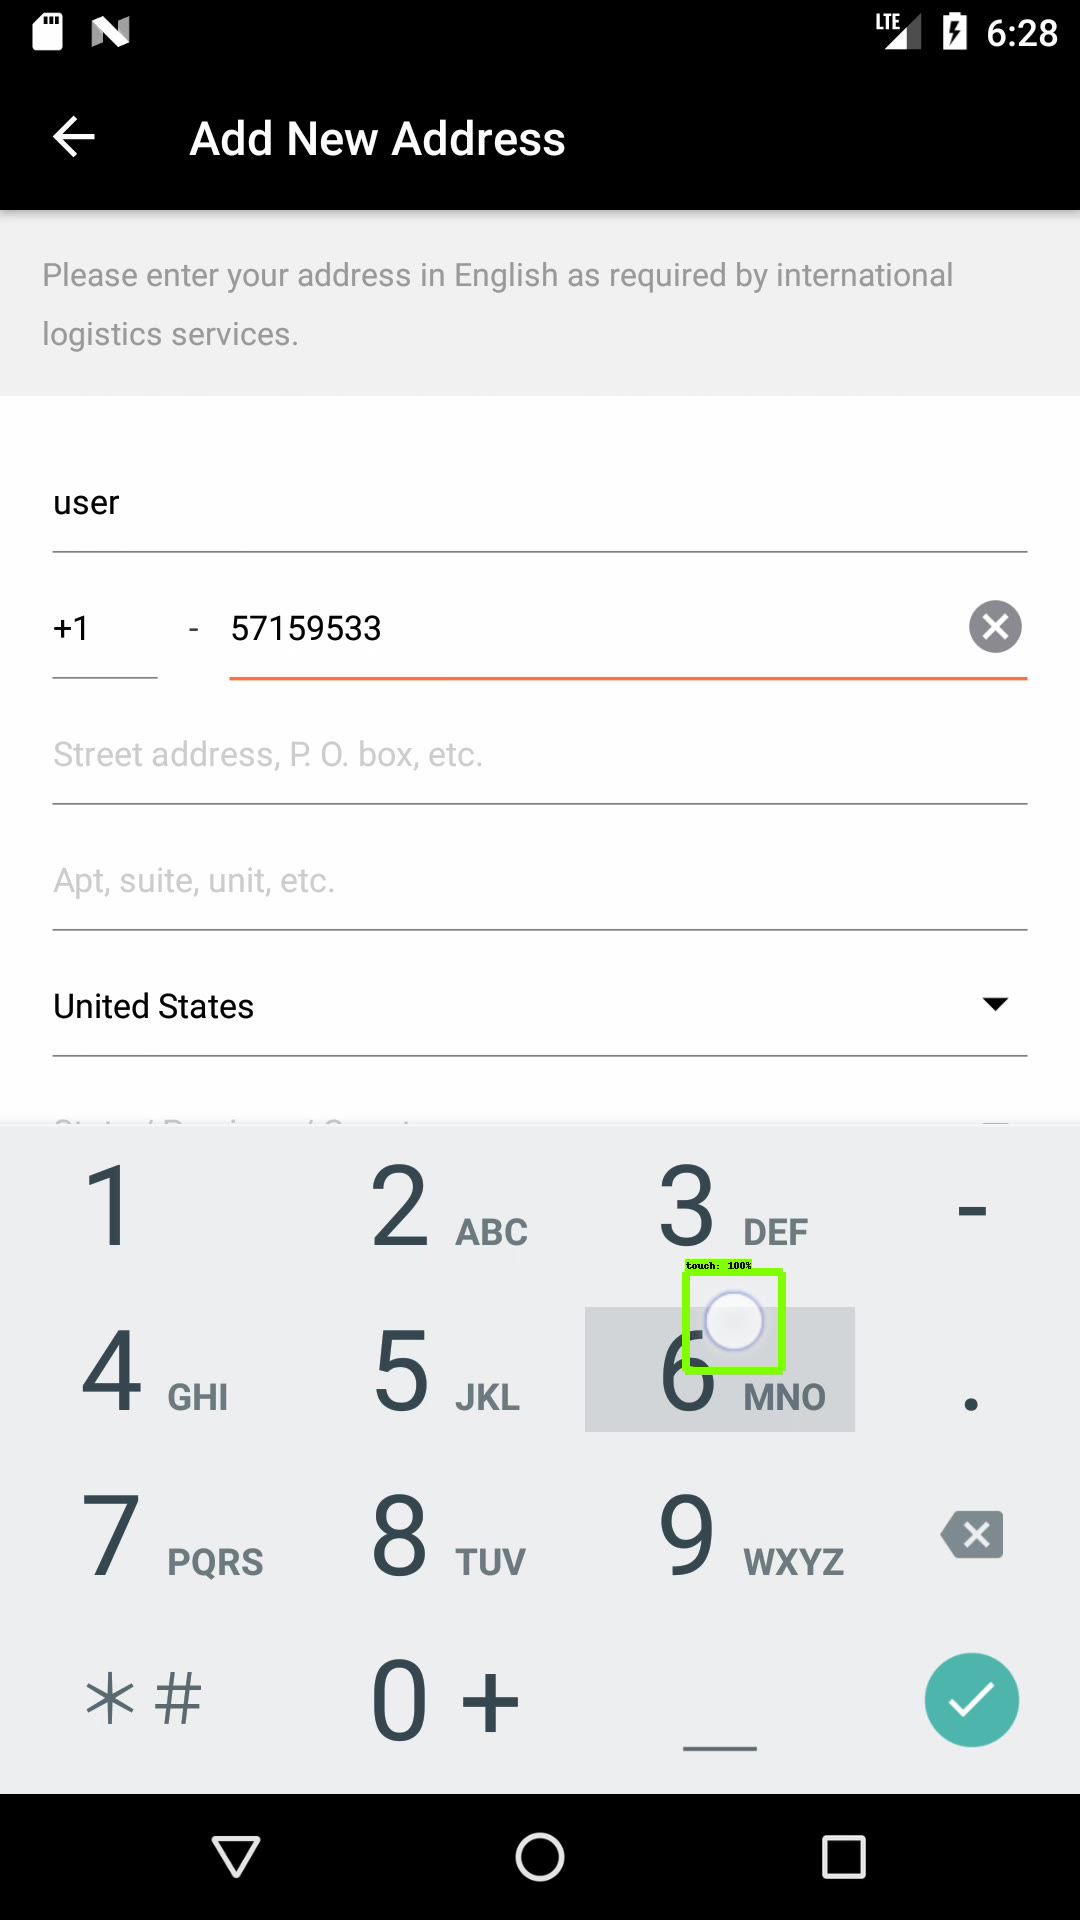 LTE 6:28
Add New Address
Please enter your address in English as required by international
logistics services.
user
+1 - 57159533
Street address, P. O. box, etc.
Apt, suite, unit, etc.
United States
1 2 ABC 3 DEF -
touch: 100%
4 GHI 5 JKL 6 MNO .
7 PQRS 8 TUV 9 WXYZ
* # 0 + _